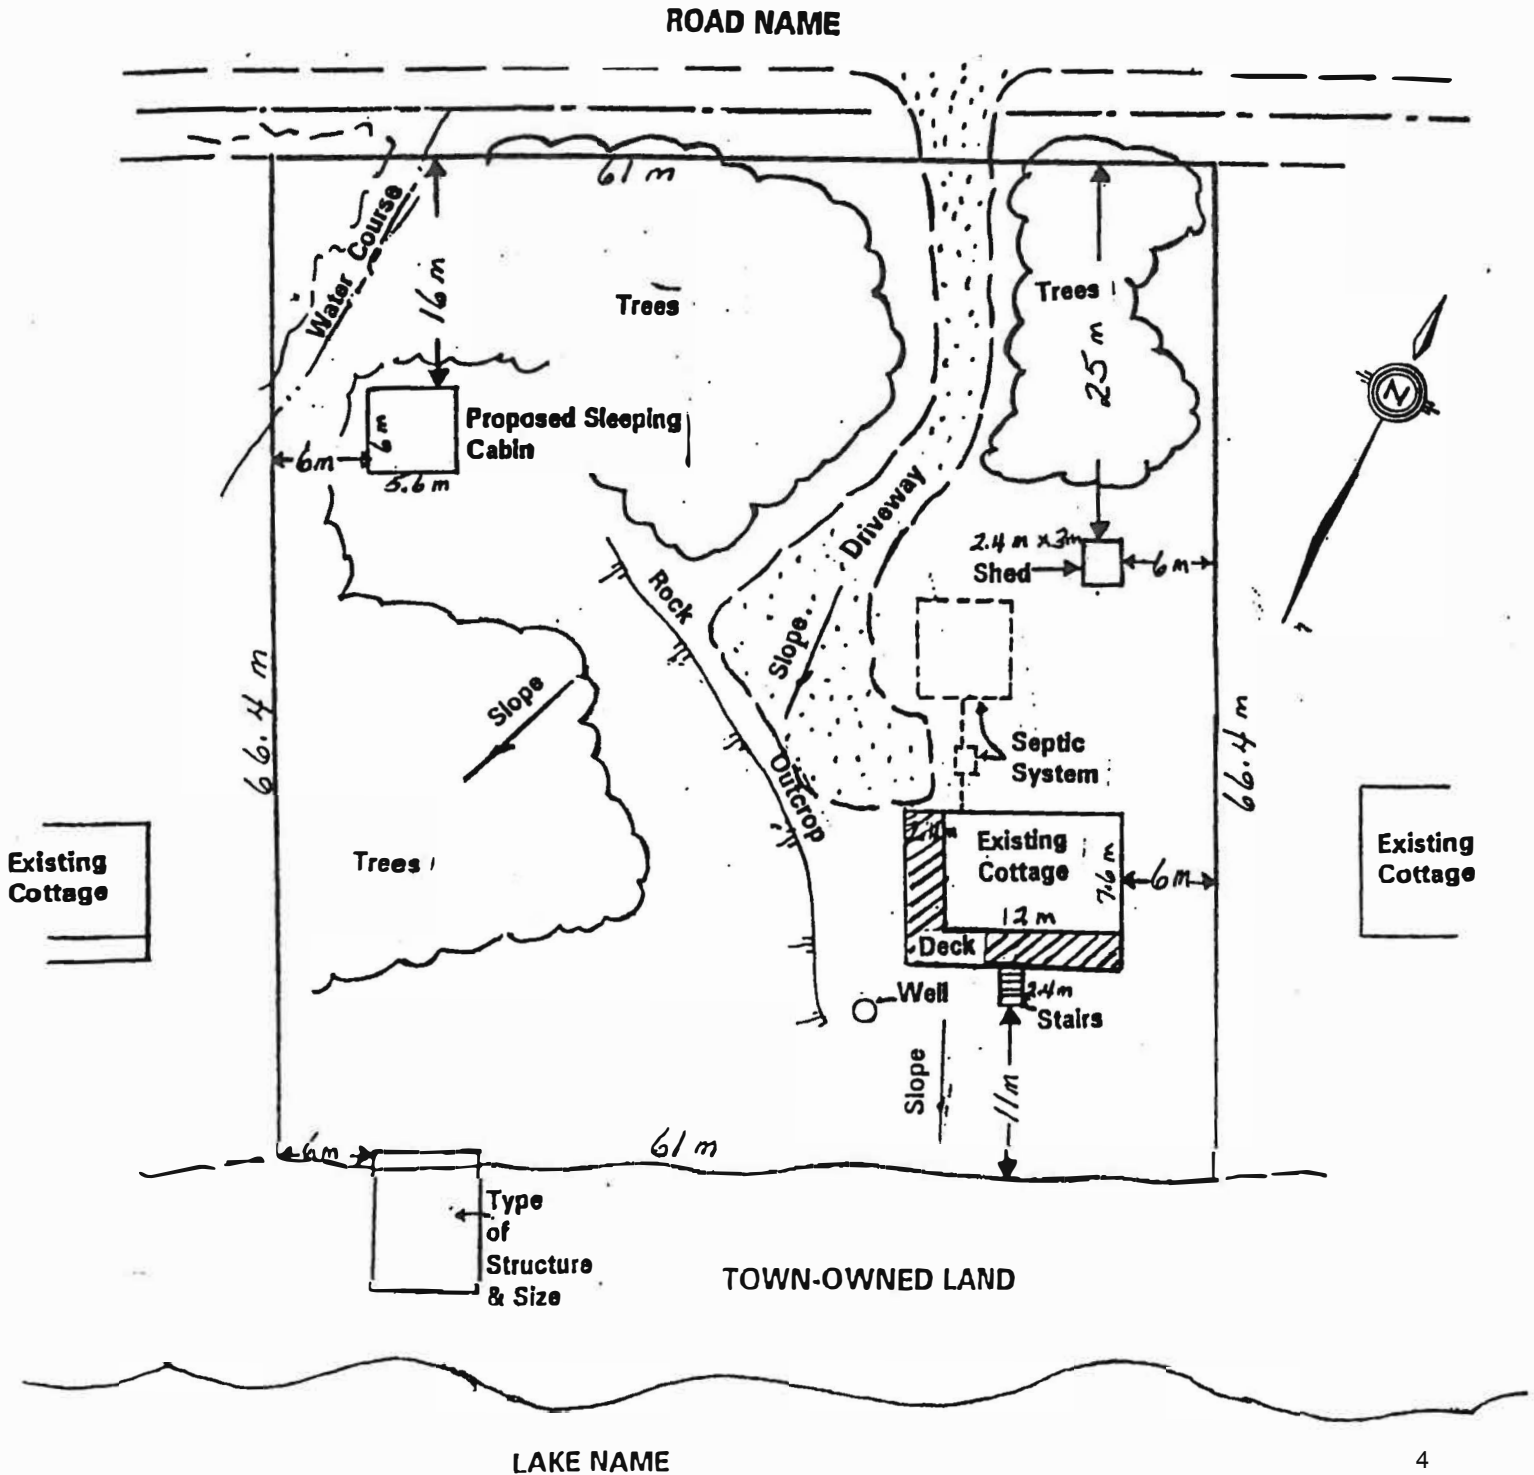 ROAD NAME
61 m
Water Course
16 m
Trees
Trees
25 m
N
Proposed Sleeping
Cabin
6 m
6m
5.6 m
Driveway
2.4 m x 3m
Shed
6 m
Rock
Slope
Slope
66.4 m
66.4 m
Septic
System
Outcrop
Existing
Cottage
Trees
Existing
Cottage
7.6 m
6 m
12 m
Existing
Cottage
Deck
Well
2.4m
Stairs
Slope
11m
6m
61 m
Type
of
Structure
& Size
TOWN-OWNED LAND
LAKE NAME
4